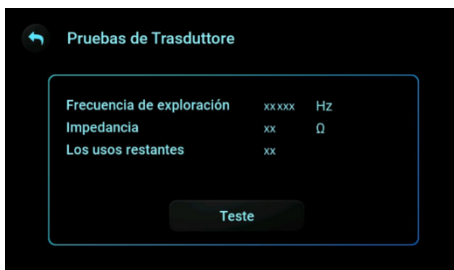 Pruebas de Trasduttore
Frecuencia de exploración xxxxx Hz
Impedancia xx Ω
Los usos restantes xx
Teste